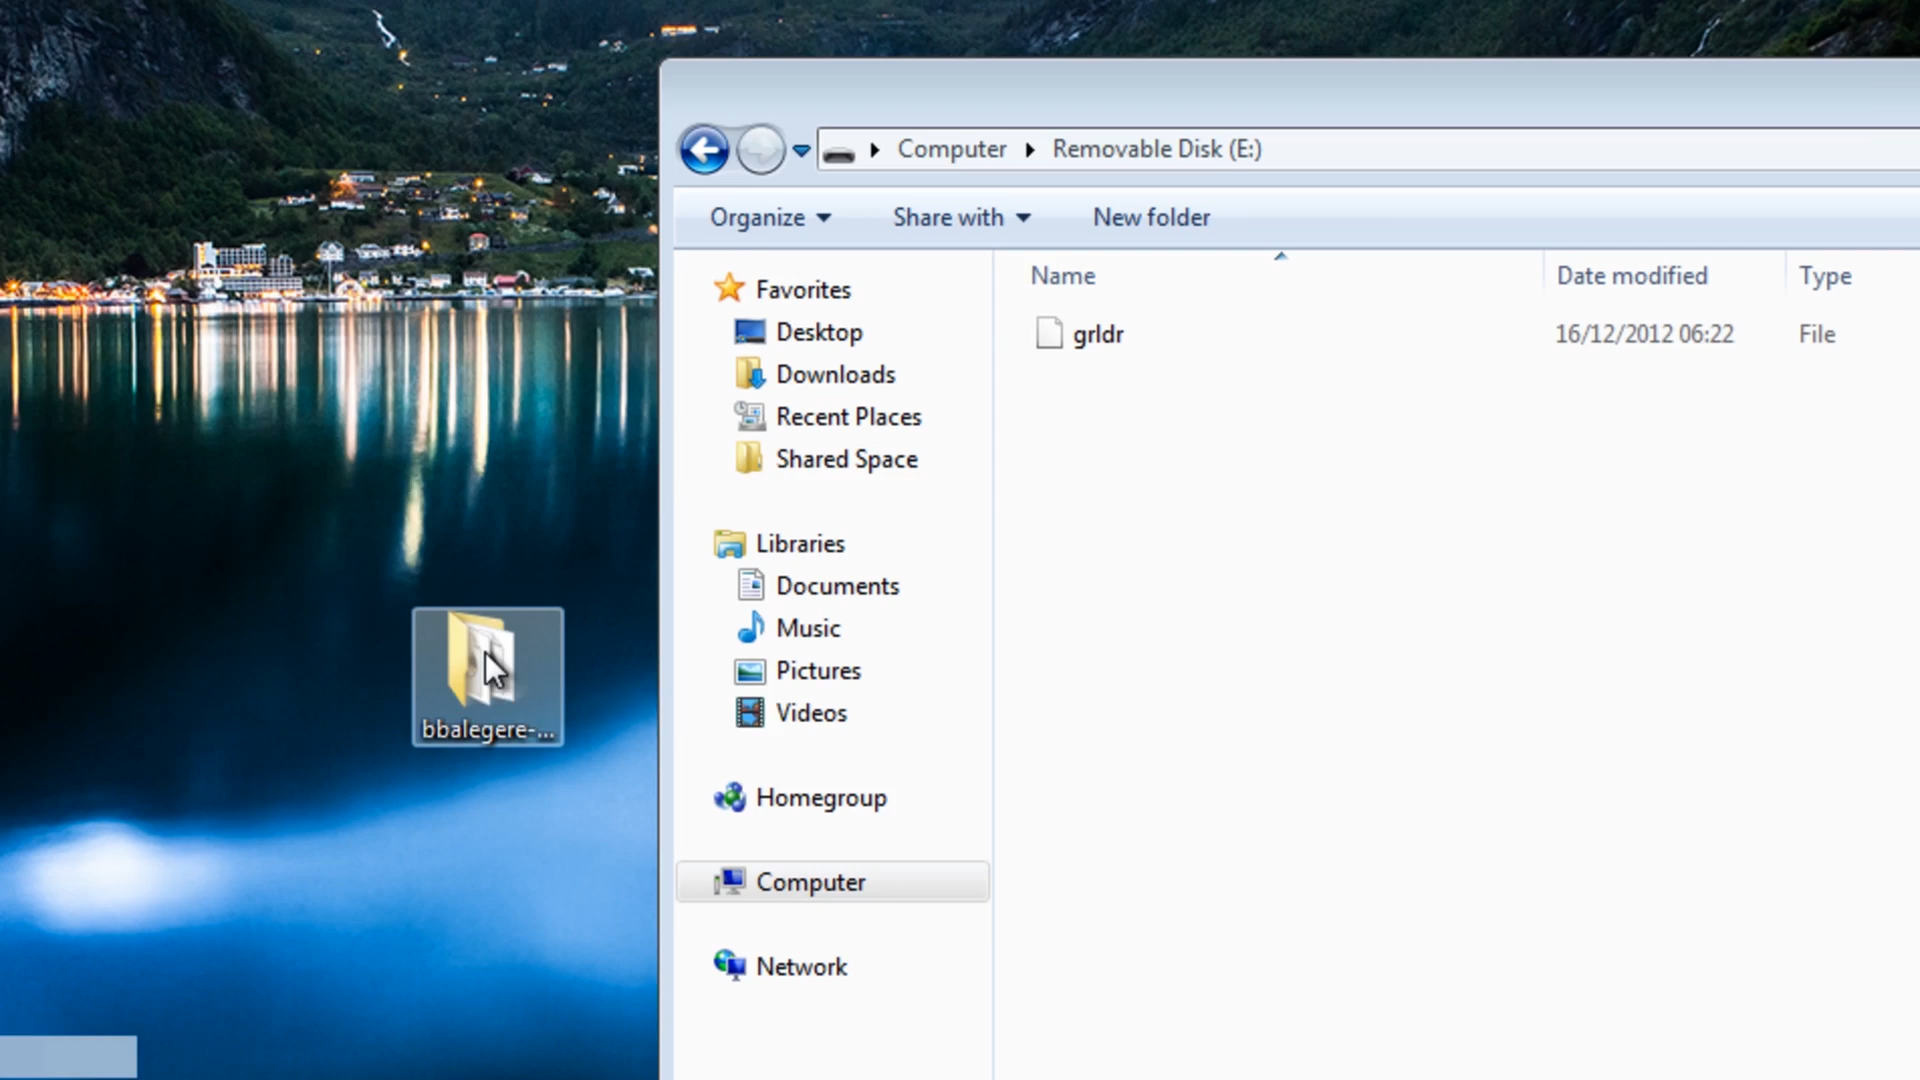 Computer
Removable Disk (E:)
Organize
Share with
New folder
Name
Date modified
Type
grldr
16/12/2012 06:22
File
Favorites
Desktop
Downloads
Recent Places
Shared Space
Libraries
Documents
Music
Pictures
Videos
Homegroup
Computer
Network
bbalegere-...